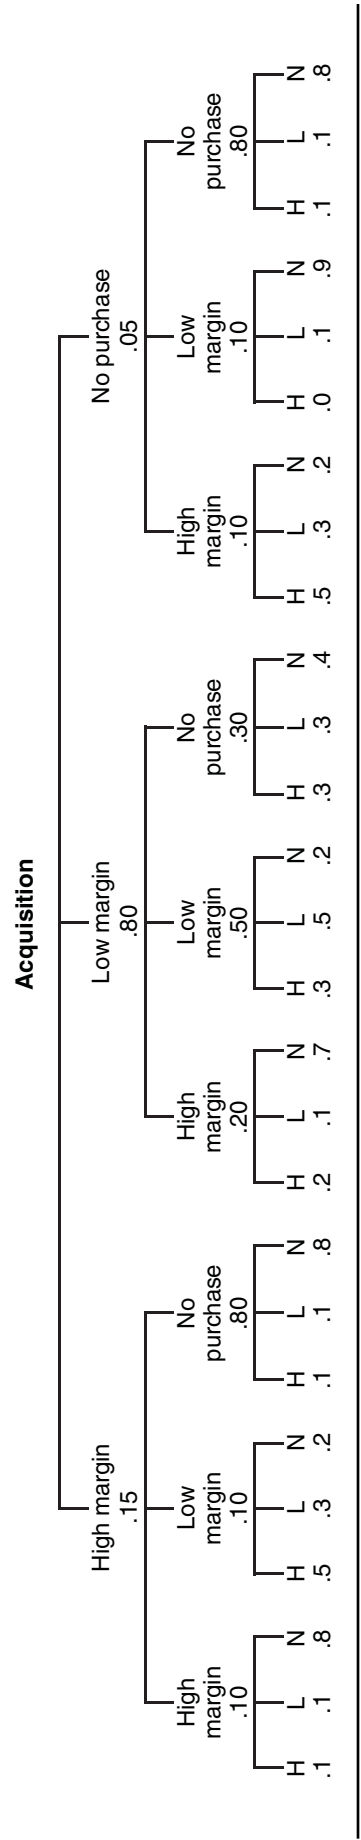 Acquisition
High margin
.15
Low margin
.80
No purchase
.05
High
margin
.10
Low
margin
.10
No
purchase
.80
High
margin
.20
Low
margin
.50
No
purchase
.30
High
margin
.10
Low
margin
.10
No
purchase
.80
H L N H L N H L N H L N H L N H L N H L N H L N H L N
.1 .1 .8 .5 .3 .2 .1 .1 .8 .2 .1 .7 .3 .5 .2 .3 .3 .4 .5 .3 .2 .0 .1 .9 .1 .1 .8